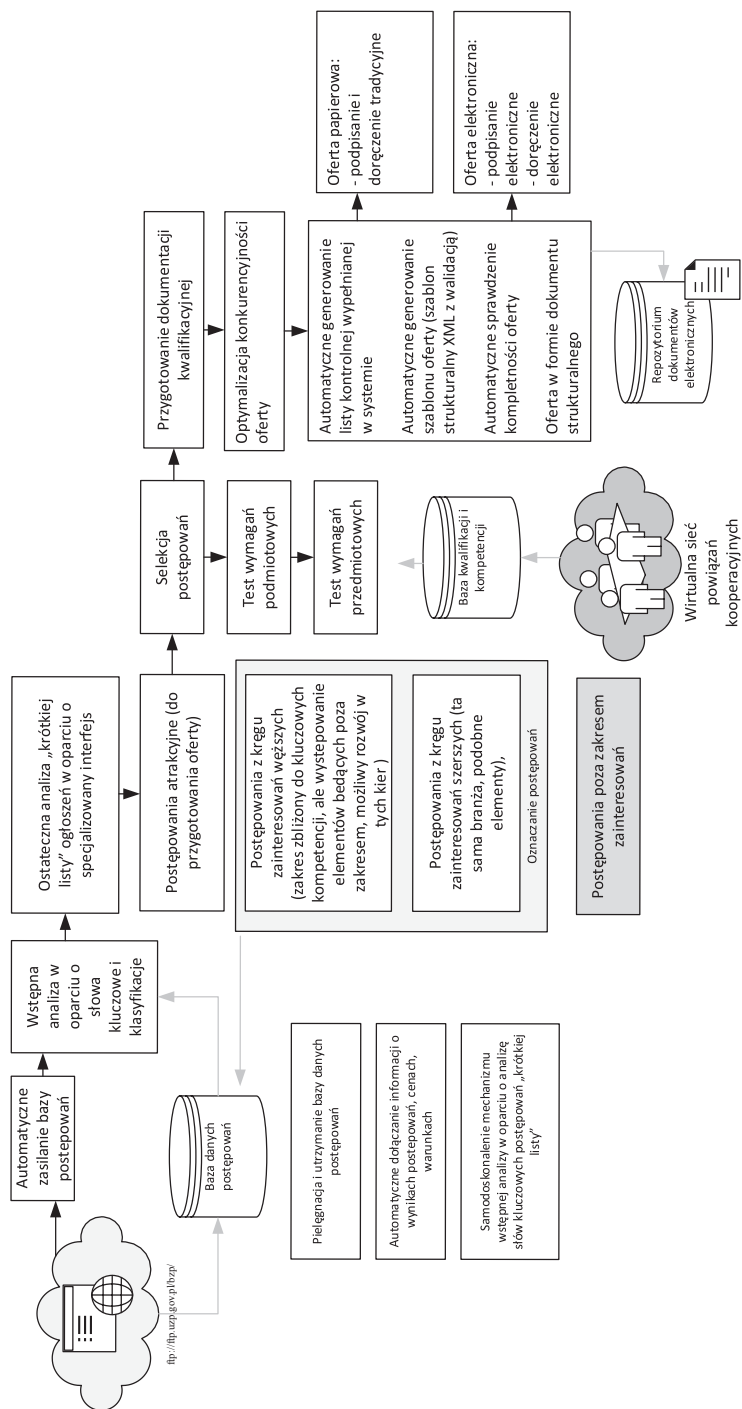 ftp://ftp.uzp.gov.pl/bzp/
Automatyczne
zasilanie bazy
postepowań
Wstępna
analiza w
oparciu o
słowa
kluczowe i
klasyfikacje
Baza danych
postępowań
Pielęgnacja i utrzymanie bazy danych
postępowań
Automatyczne dołączanie informacji o
wynikach postepowań, cenach,
warunkach
Samodoskonalenie mechanizmu
wstępnej analizy w oparciu o analizę
słów kluczowych postępowań „krótkiej
listy”
Ostateczna analiza „krótkiej
listy” ogłoszeń w oparciu o
specjalizowany interfejs
Postępowania atrakcyjne (do
przygotowania oferty)
Postępowania z kręgu
zainteresowań węższych
(zakres zbliżony do kluczowych
kompetencji, ale wystepowanie
elementów bedących poza
zakresem, możliwy rozwój w
tych kier )
Postępowania z kręgu
zainteresowań szerszych (ta
sama branża, podobne
elementy),
Oznaczanie postępowań
Postępowania poza zakresem
zainteresowań
Selekcja
postępowań
Test wymagań
podmiotowych
Test wymagań
przedmiotowych
Baza kwalifikacji i
kompetencji
Wirtualna sieć
powiązań
kooperacyjnych
Przygotowanie dokumentacji
kwalifikacyjnej
Optymalizacja konkurencyjności
oferty
Automatyczne generowanie
listy kontrolnej wypełnianej
w systemie
Automatyczne generowanie
szablonu oferty (szablon
strukturalny XML z walidacją)
Automatyczne sprawdzenie
kompletności oferty
Oferta w formie dokumentu
strukturalnego
Repozytorium
dokumentów
elektronicznych
Oferta papierowa:
- podpisanie i
doręczenie tradycyjne
Oferta elektroniczna:
- podpisanie
elektroniczne
- doręczenie
elektroniczne